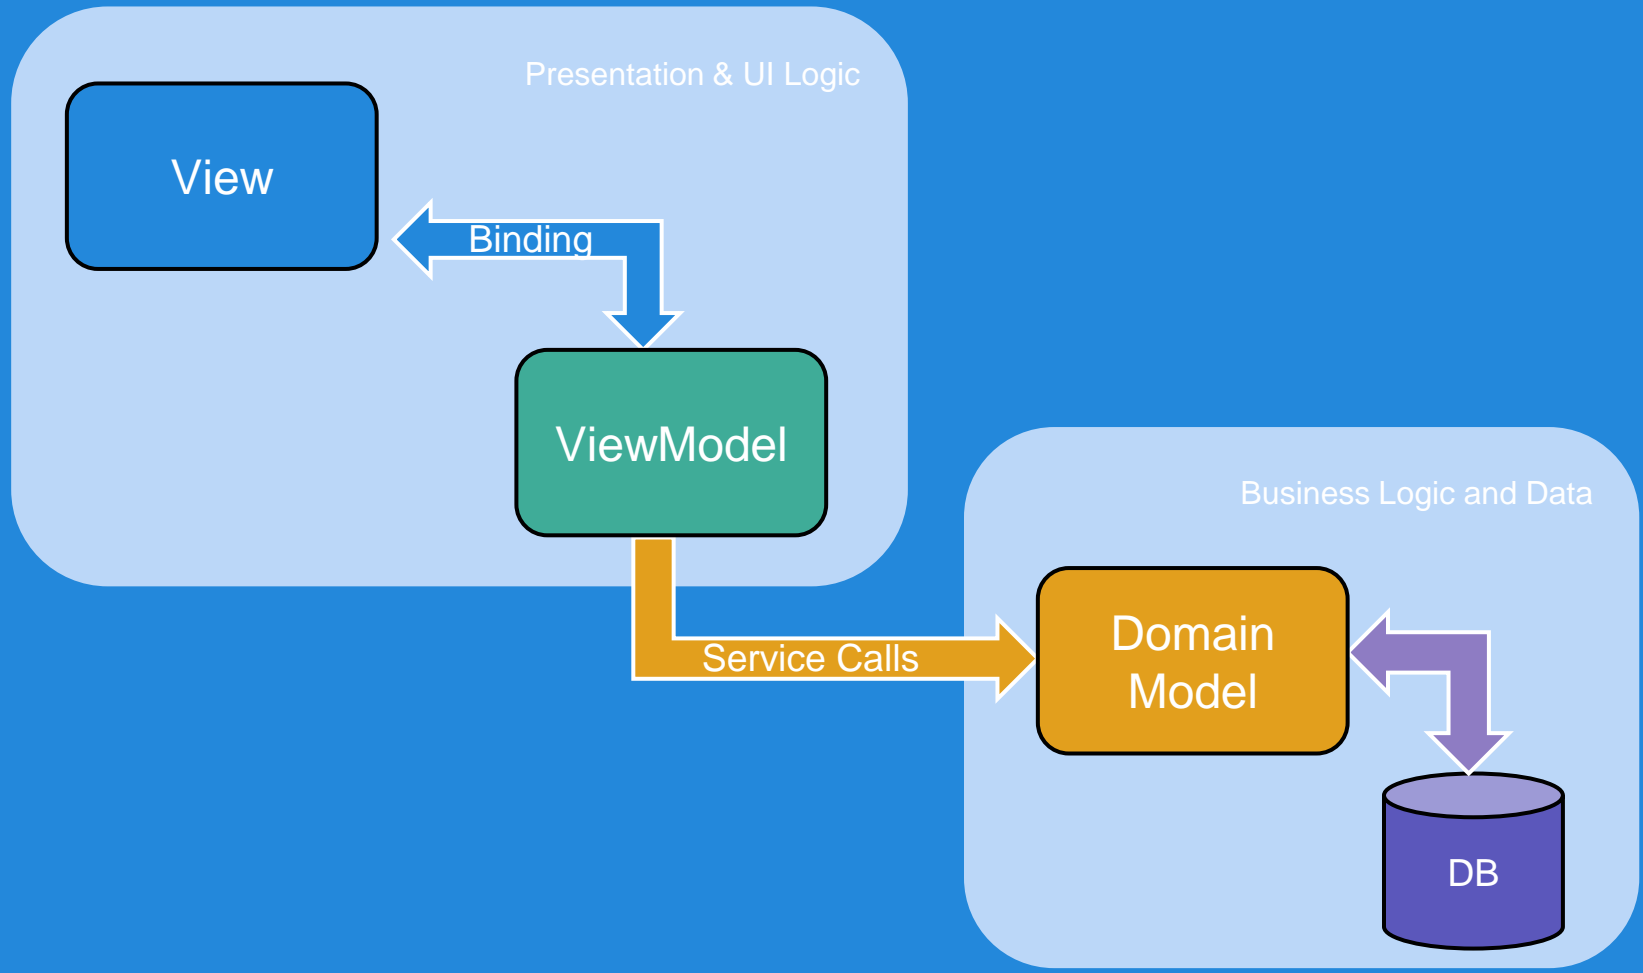 Presentation & UI Logic
View
Binding
ViewModel
Business Logic and Data
Service Calls
Domain
Model
DB